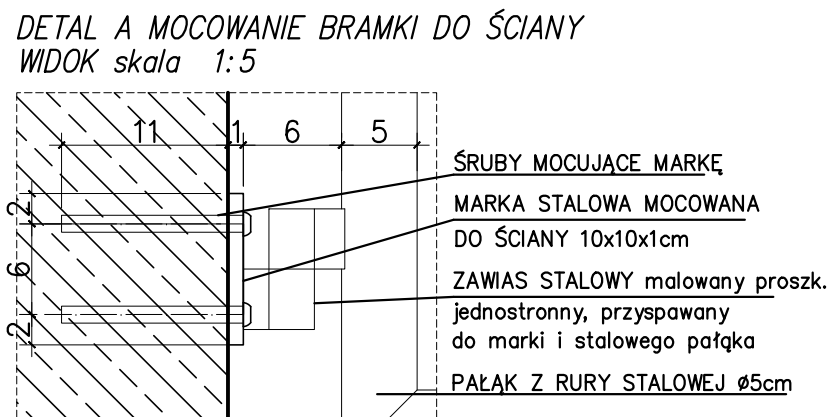 DETAL A MOCOWANIE BRAMKI DO ŚCIANY
WIDOK skala 1:5
11 1 6 5
ŚRUBY MOCUJĄCE MARKĘ
2
MARKA STALOWA MOCOWANA
DO ŚCIANY 10x10x1cm
6
ZAWIAS STALOWY malowany proszk.
jednostronny, przyspawany
2
do marki i stalowego pałąka
PAŁĄK Z RURY STALOWEJ ø5cm